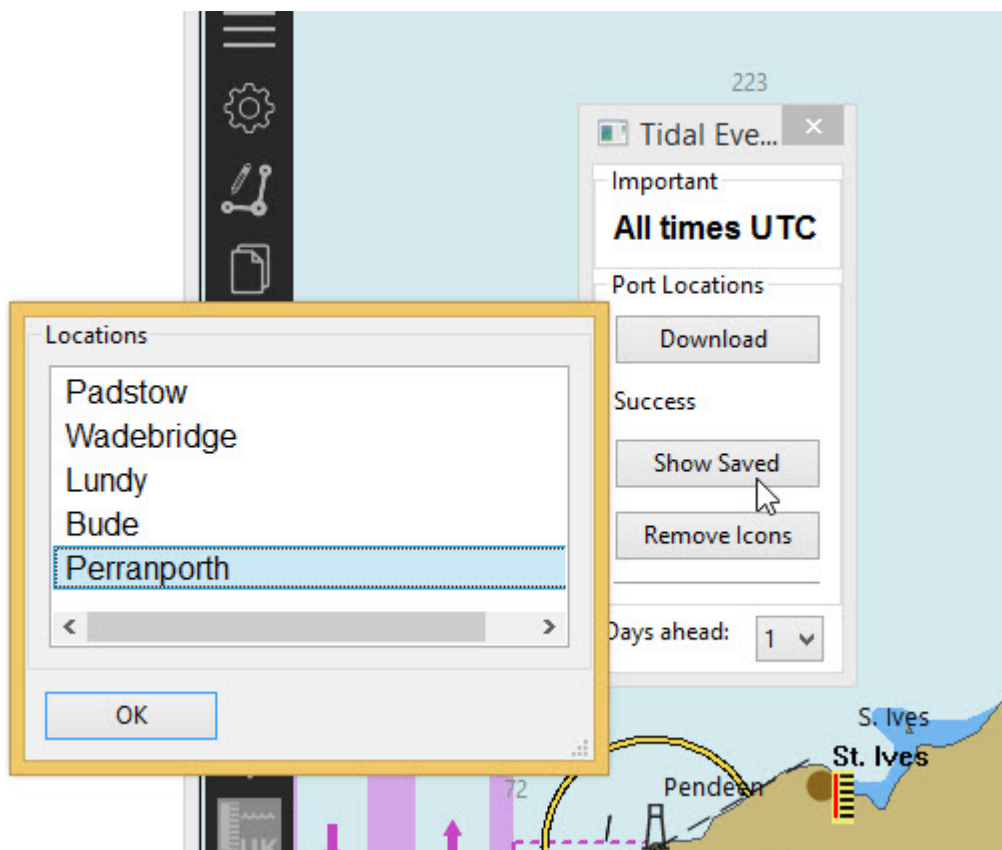 223
Tidal Eve...
Important
All times UTC
Port Locations
Download
Success
Show Saved
Remove Icons
Days ahead:
1
Locations
Padstow
Wadebridge
Lundy
Bude
Perranporth
OK
S. Ives
St. Ives
Pendeen
72
UK